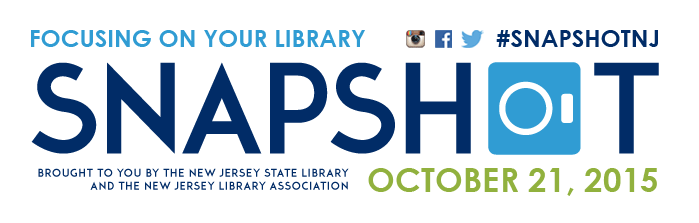 FOCUSING ON YOUR LIBRARY #SNAPSHOTNJ
SNAPSHOT
BROUGHT TO YOU BY THE NEW JERSEY STATE LIBRARY
AND THE NEW JERSEY LIBRARY ASSOCIATION
OCTOBER 21, 2015